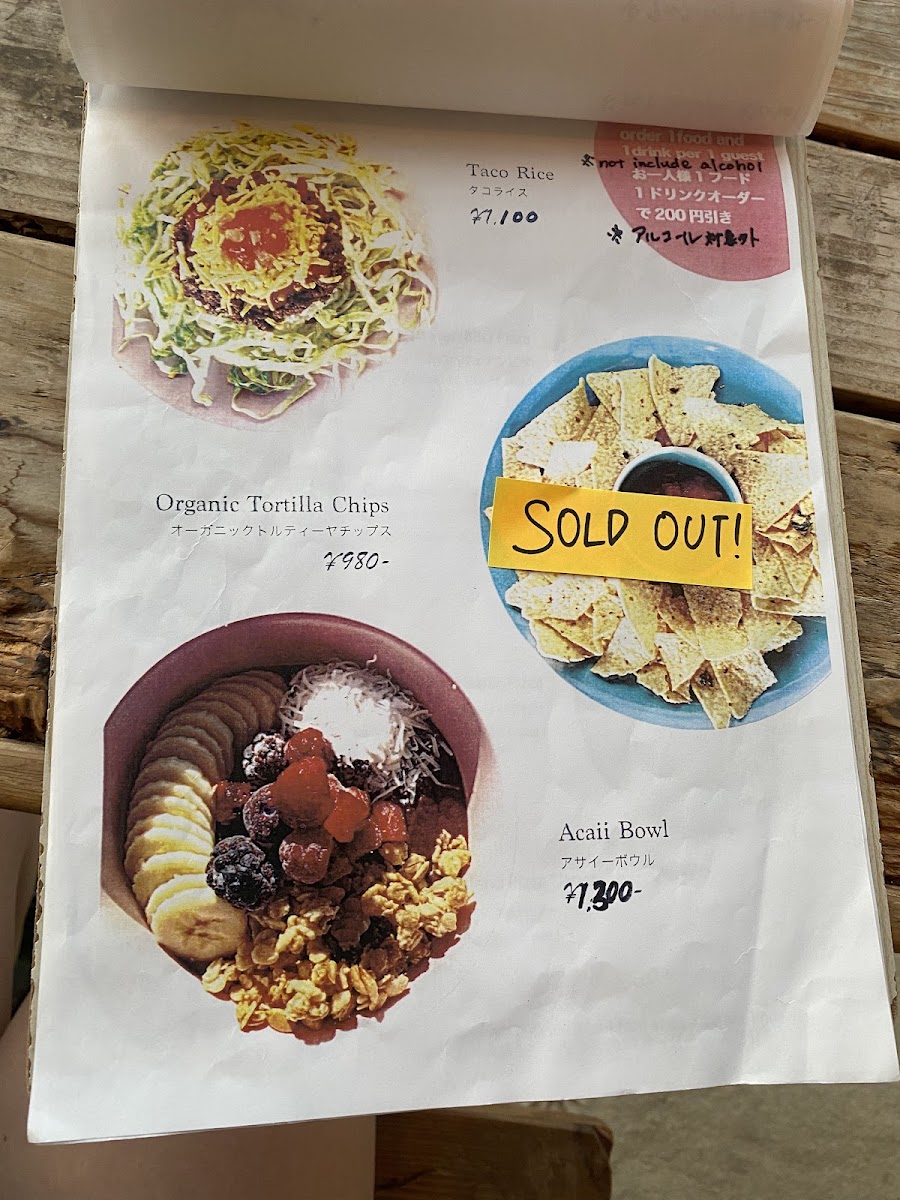 order 1food and
1drink per 1 guest
※not include alcohol
お一人様1フード
1ドリンクオーダー
で200円引き
※アルコール対象外
Taco Rice
タコライス
¥1,100
SOLD OUT!
Organic Tortilla Chips
オーガニックトルティーヤチップス
¥980-
Acaii Bowl
アサイーボウル
¥1,300-